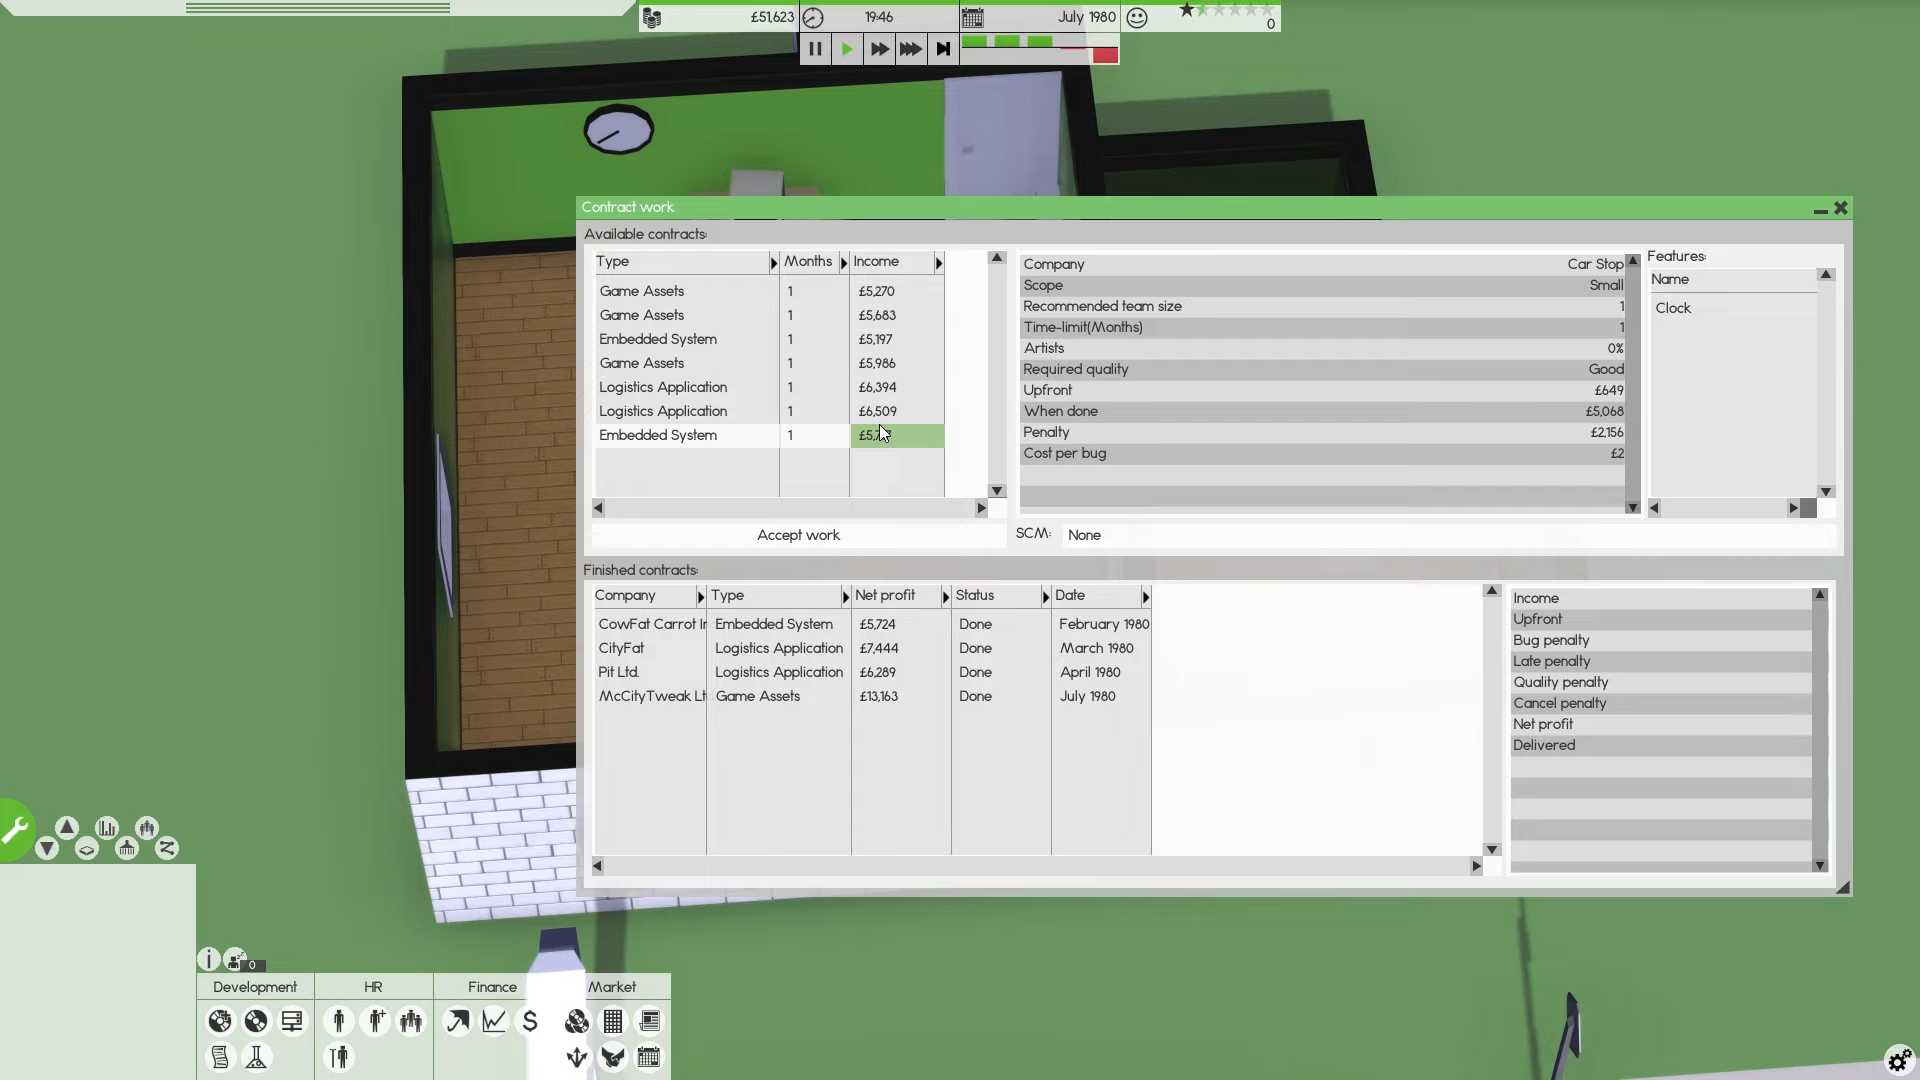 £51,623
19:46
July 1980
0
Contract work
Available contracts:
Type Months Income
Game Assets 1 £5,270
Game Assets 1 £5,683
Embedded System 1 £5,197
Game Assets 1 £5,986
Logistics Application 1 £6,394
Logistics Application 1 £6,509
Embedded System 1
Company Car Stop
Scope Small
Recommended team size 1
Time-limit(Months) 1
Artists 0%
Required quality Good
Upfront £649
When done £5,068
Penalty £2,156
Cost per bug £2
Features:
Name
Clock
Accept work
SCM: None
Finished contracts:
Company Type Net profit Status Date
CowFat Carrot Embedded System £5,724 Done February 1980
CityFat Logistics Application £7,444 Done March 1980
Pit Ltd. Logistics Application £6,289 Done April 1980
McCityTweak Lt Game Assets £13,163 Done July 1980
Income
Upfront
Bug penalty
Late penalty
Quality penalty
Cancel penalty
Net profit
Delivered
0
Development HR Finance Market